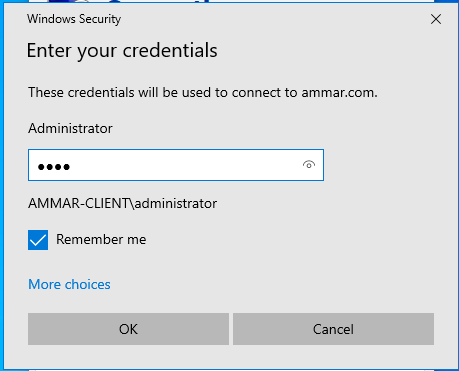 Windows Security
Enter your credentials
These credentials will be used to connect to ammar.com.
Administrator
••••
AMMAR-CLIENT\administrator
Remember me
More choices
OK
Cancel